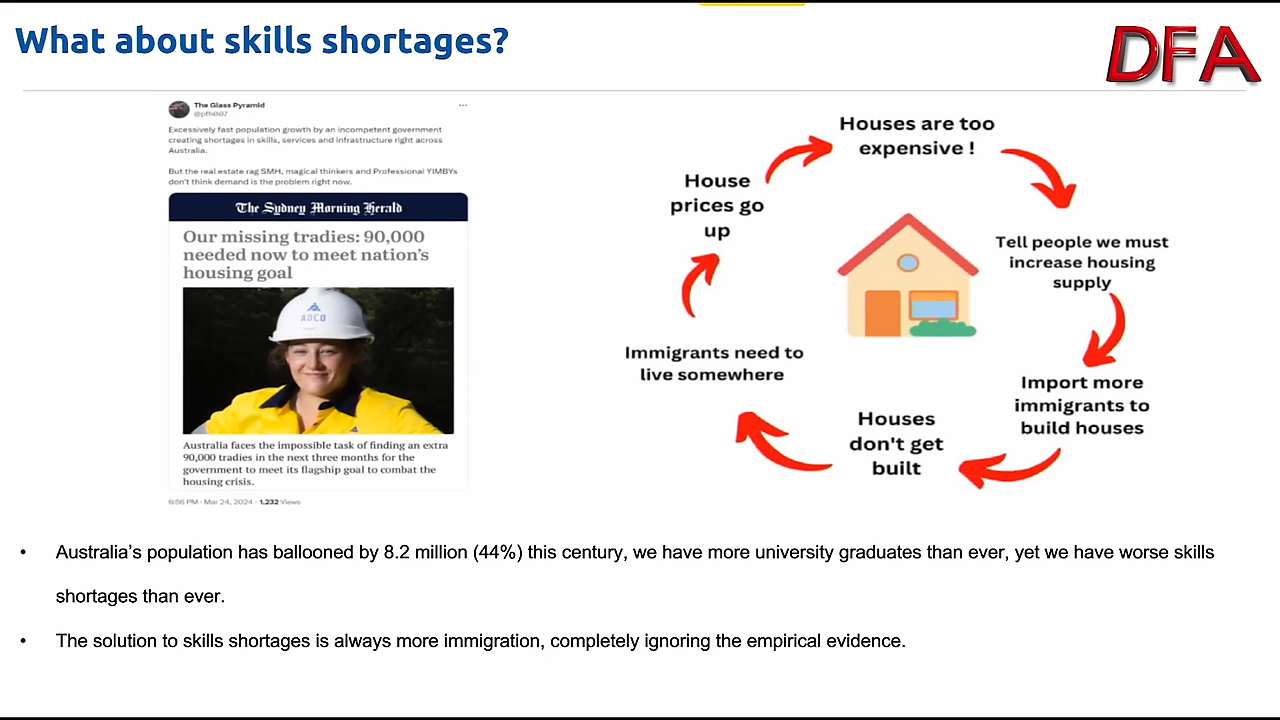 What about skills shortages?
DFA
The Glass Pyramid
@pfh007
Excessively fast population growth by an incompetent government
creating shortages in skills, services and infrastructure right across
Australia.
But the real estate rag SMH, magical thinkers and Professional YIMBYs
don't think demand is the problem right now.
The Sydney Morning Herald
Our missing tradies: 90,000
needed now to meet nation's
housing goal
ADCO
Australia faces the impossible task of finding an extra
90,000 tradies in the next three months for the
government to meet its flagship goal to combat the
housing crisis.
6:56 PM · Mar 24, 2024 · 1,232 Views
Houses are too
expensive !
Tell people we must
increase housing
supply
Import more
immigrants to
build houses
Houses
don't get
built
Immigrants need to
live somewhere
House
prices go
up
• Australia's population has ballooned by 8.2 million (44%) this century, we have more university graduates than ever, yet we have worse skills
shortages than ever.
• The solution to skills shortages is always more immigration, completely ignoring the empirical evidence.